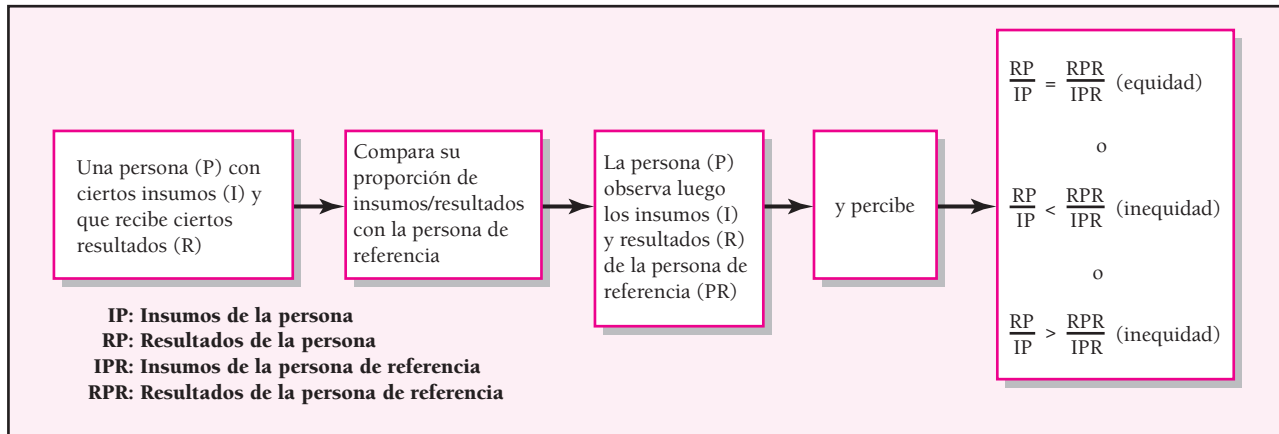 Una persona (P) con
ciertos insumos (I) y
que recibe ciertos
resultados (R)
Compara su
proporción de
insumos/resultados
con la persona de
referencia
La persona (P)
observa luego
los insumos (I)
y resultados (R)
de la persona de
referencia (PR)
y percibe
RP/IP = RPR/IPR (equidad)
o
RP/IP < RPR/IPR (inequidad)
o
RP/IP > RPR/IPR (inequidad)
IP: Insumos de la persona
RP: Resultados de la persona
IPR: Insumos de la persona de referencia
RPR: Resultados de la persona de referencia